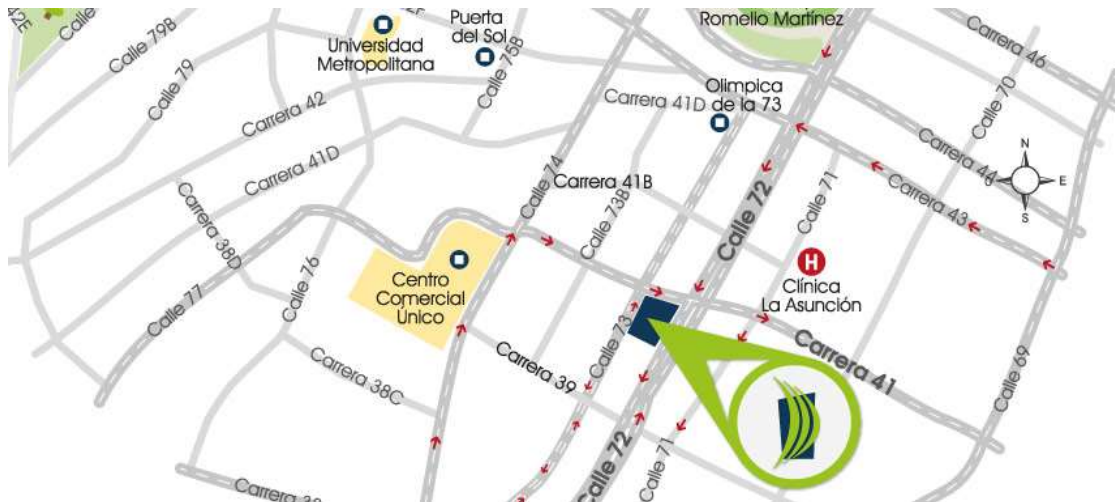 Calle 79B
Calle 79
Universidad
Metropolitana
Puerta
del Sol
Calle 75B
Romelio Martínez
Carrera 46
Calle 70
Carrera 42
Carrera 41D
Carrera 41D
Olimpica
de la 73
Calle 74
Carrera 41B
Calle 73B
Calle 72
Calle 71
Carrera 44
Carrera 43
N
E
S
Carrera 38D
Calle 76
Calle 77
Centro
Comercial
Único
H
Clínica
La Asunción
Calle 73
Carrera 39
Carrera 41
Calle 69
Carrera 38C
Calle 72
Calle 71